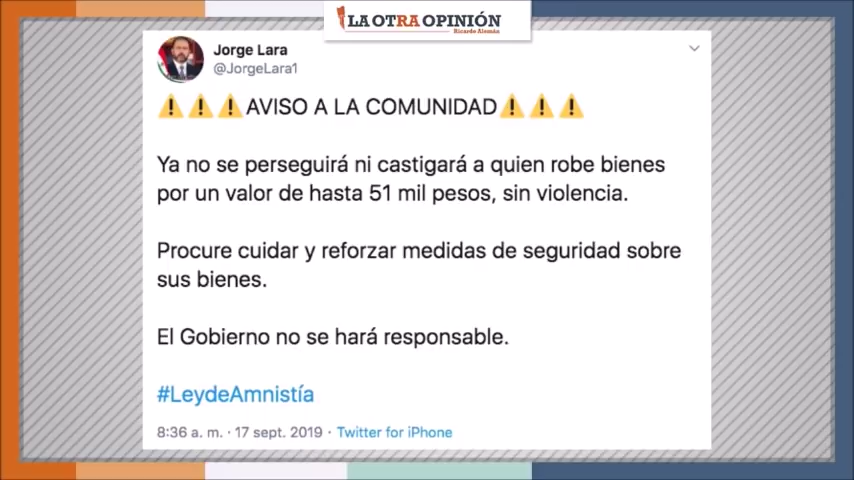 LA OTRA OPINIÓN
Ricardo Alemán
Jorge Lara
@JorgeLara1
⚠️⚠️⚠️AVISO A LA COMUNIDAD⚠️⚠️⚠️
Ya no se perseguirá ni castigará a quien robe bienes
por un valor de hasta 51 mil pesos, sin violencia.
Procure cuidar y reforzar medidas de seguridad sobre
sus bienes.
El Gobierno no se hará responsable.
#LeydeAmnistía
8:36 a. m. · 17 sept. 2019 · Twitter for iPhone